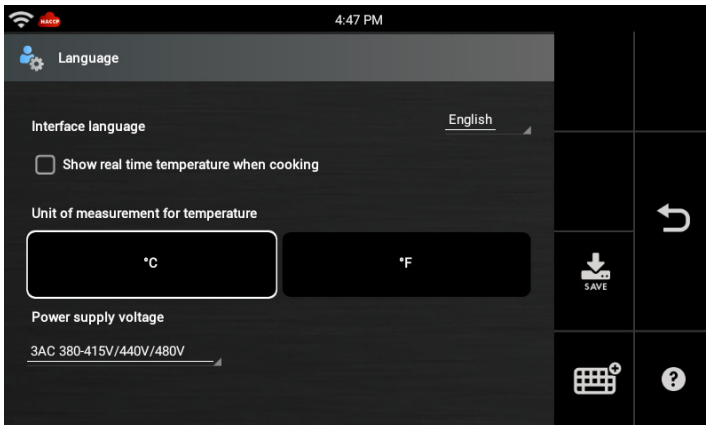 HACCP
4:47 PM
Language
Interface language
English
Show real time temperature when cooking
Unit of measurement for temperature
°C
°F
SAVE
Power supply voltage
3AC 380-415V/440V/480V
?